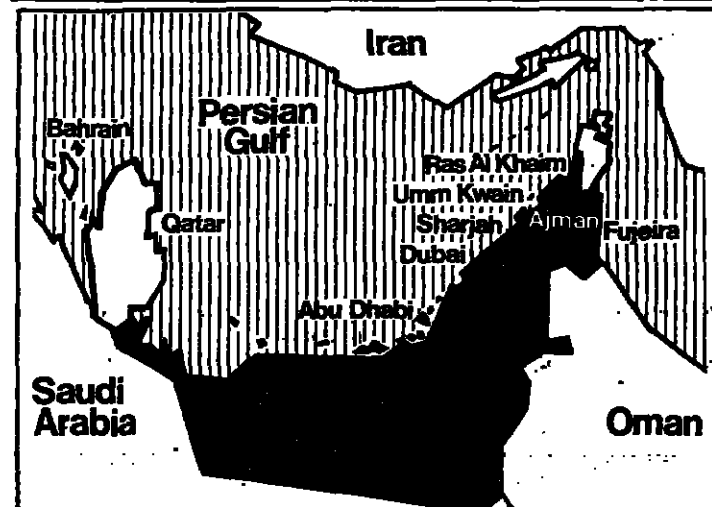 Iran
Bahrain
Persian
Gulf
Ras Al Khaim
Umm Kwain
Sharjah
Ajman
Fujeira
Qatar
Dubai
Abu Dhabi
Saudi
Arabia
Oman